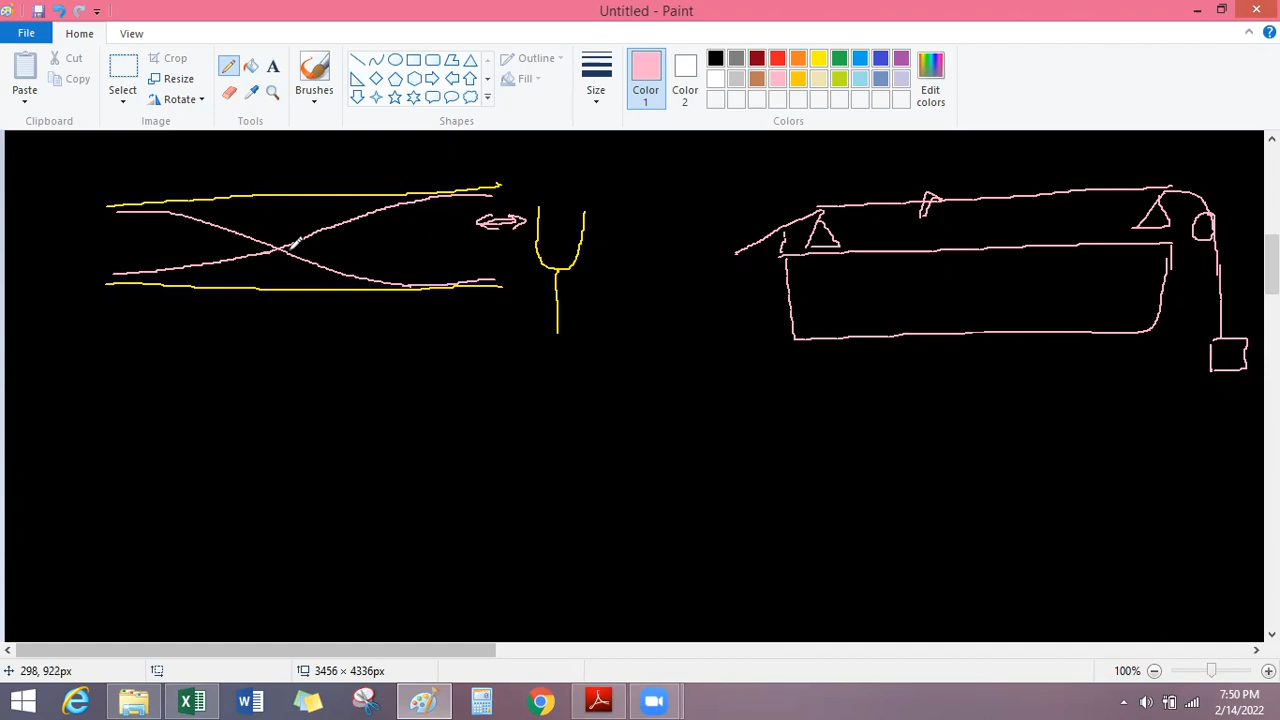 Untitled - Paint
File Home View
Paste
Cut
Copy
Clipboard
Select
Crop
Resize
Rotate
Image
A
Tools
Brushes
Outline
Fill
Shapes
Size
Color 1
Color 2
Edit colors
Colors
298, 922px
3456 × 4336px
100%
7:50 PM
2/14/2022